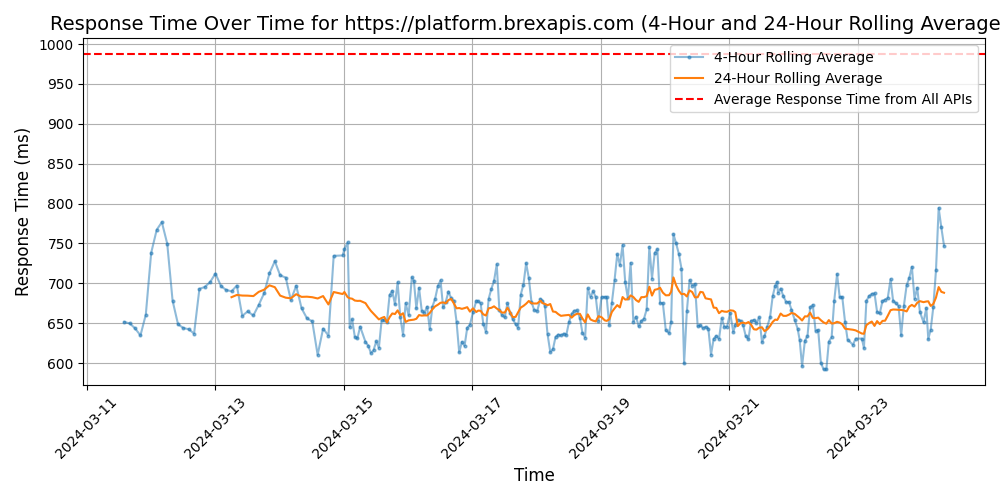 Response Time Over Time for https://platform.brexapis.com (4-Hour and 24-Hour Rolling Average
4-Hour Rolling Average
24-Hour Rolling Average
Average Response Time from All APIs
Response Time (ms)
1000
950
900
850
800
750
700
650
600
2024-03-11
2024-03-13
2024-03-15
2024-03-17
2024-03-19
2024-03-21
2024-03-23
Time